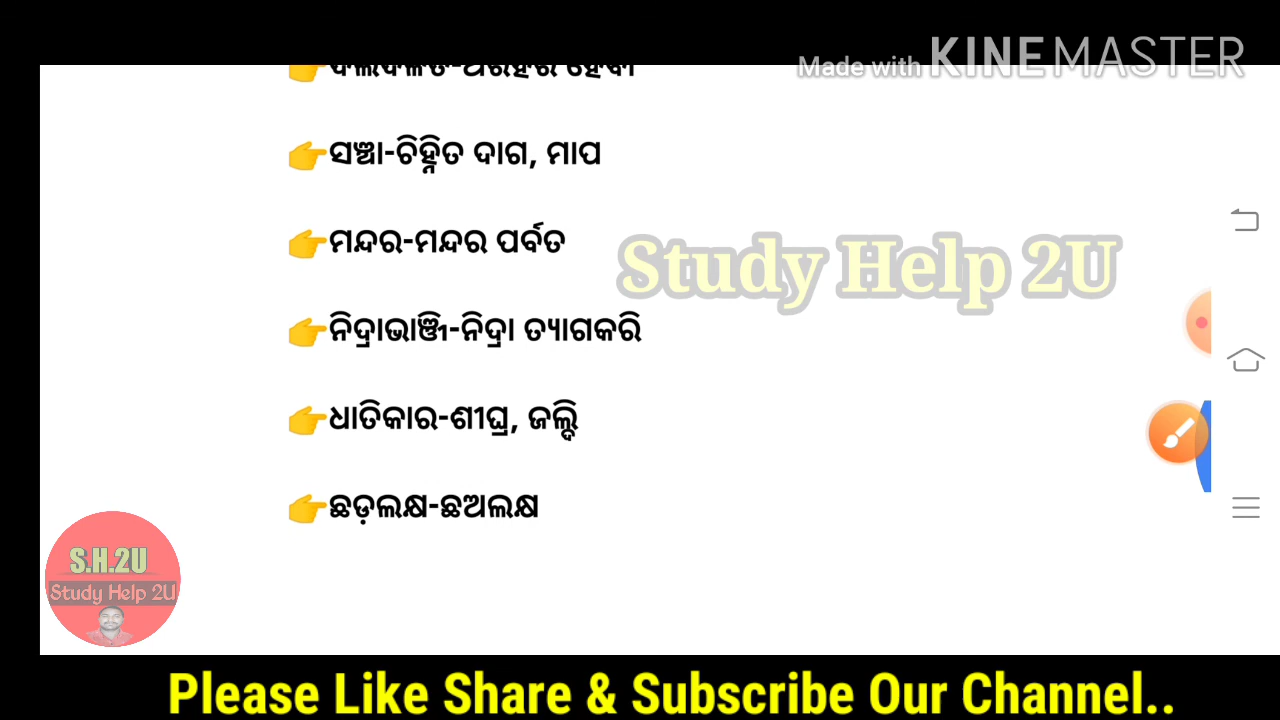 Made with KINEMASTER
👉ସଞ୍ଚା-ଚିହ୍ନିତ ଦାଗ, ମାପ
👉ମନ୍ଦର-ମନ୍ଦର ପର୍ବତ
Study Help 2U
👉ନିଦ୍ରାଭାଞ୍ଜି-ନିଦ୍ରା ତ୍ୟାଗକରି
👉ଧାତିକାର-ଶୀଘ୍ର, ଜଲ୍ଦି
👉ଛଡ଼ଲକ୍ଷ-ଛଅଲକ୍ଷ
S.H.2U
Study Help 2U
Please Like Share & Subscribe Our Channel..